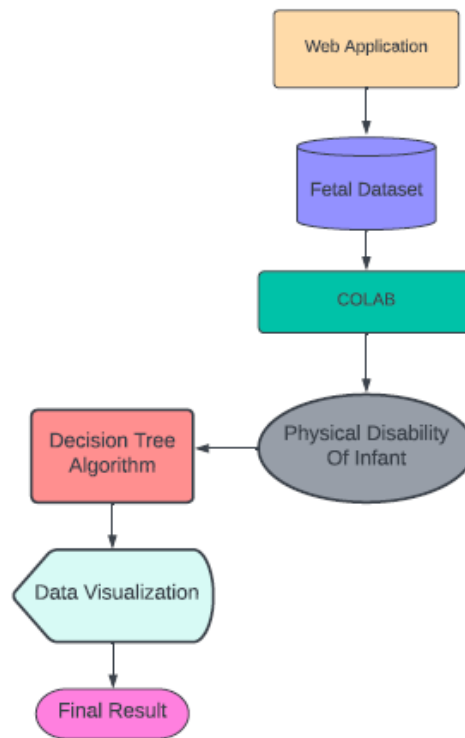 Web Application
Fetal Dataset
COLAB
Physical Disability
Of Infant
Decision Tree
Algorithm
Data Visualization
Final Result